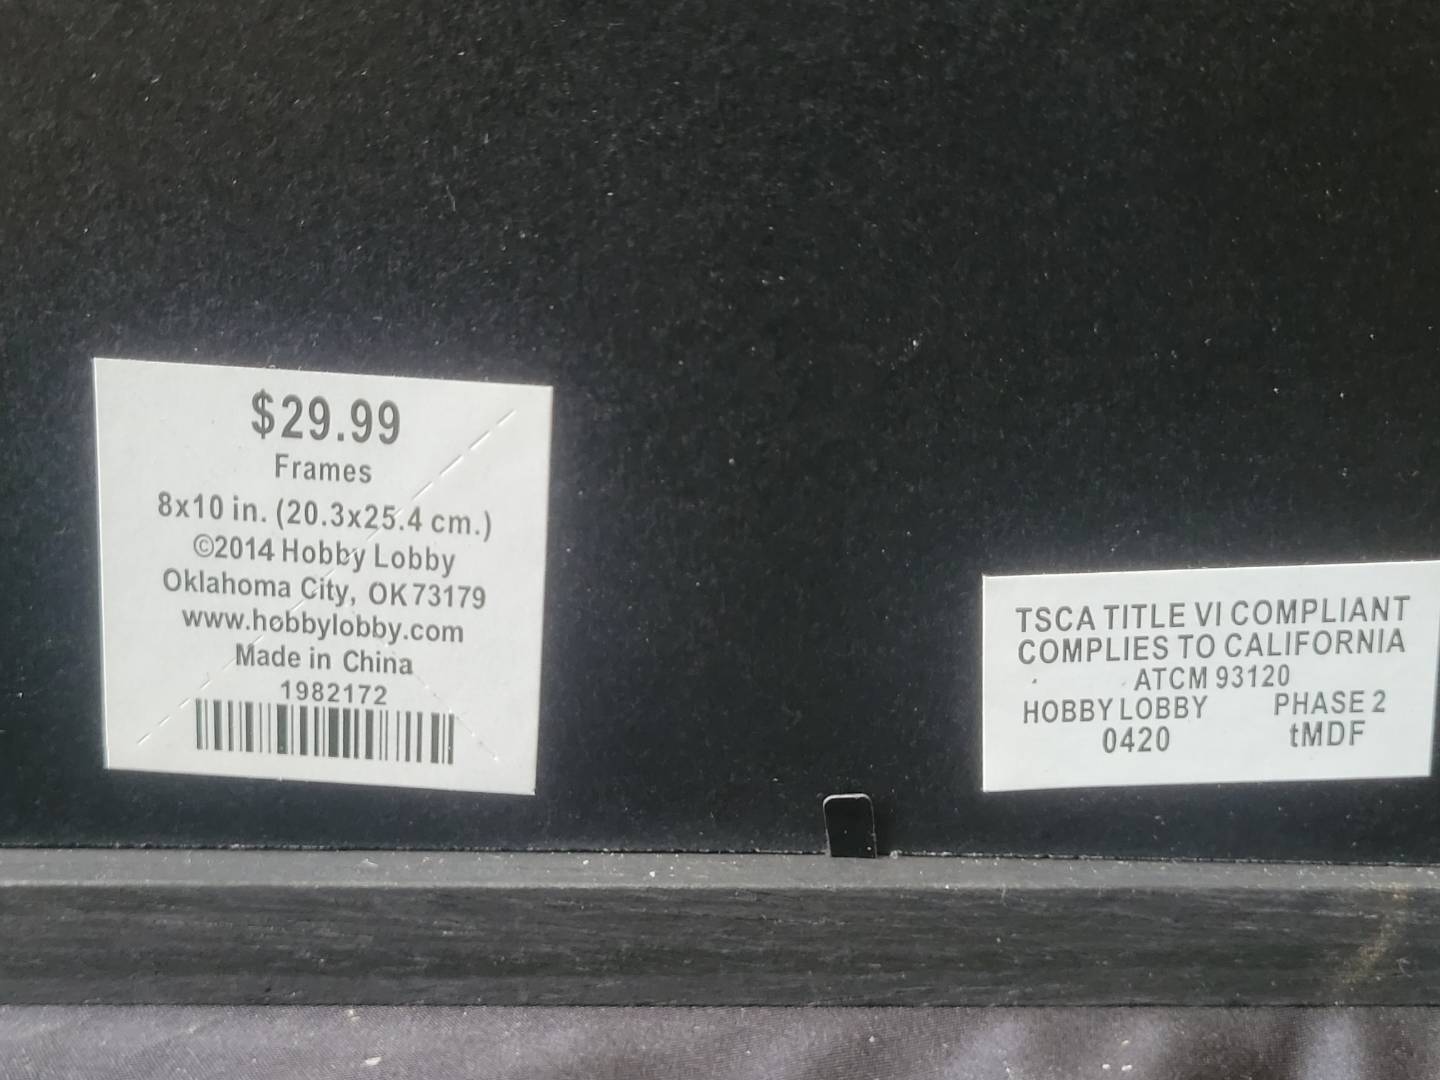 $29.99
Frames
8x10 in. (20.3x25.4 cm.)
©2014 Hobby Lobby
Oklahoma City, OK 73179
www.hobbylobby.com
Made in China
1982172
TSCA TITLE VI COMPLIANT
COMPLIES TO CALIFORNIA
ATCM 93120
HOBBY LOBBY PHASE 2
0420 tMDF